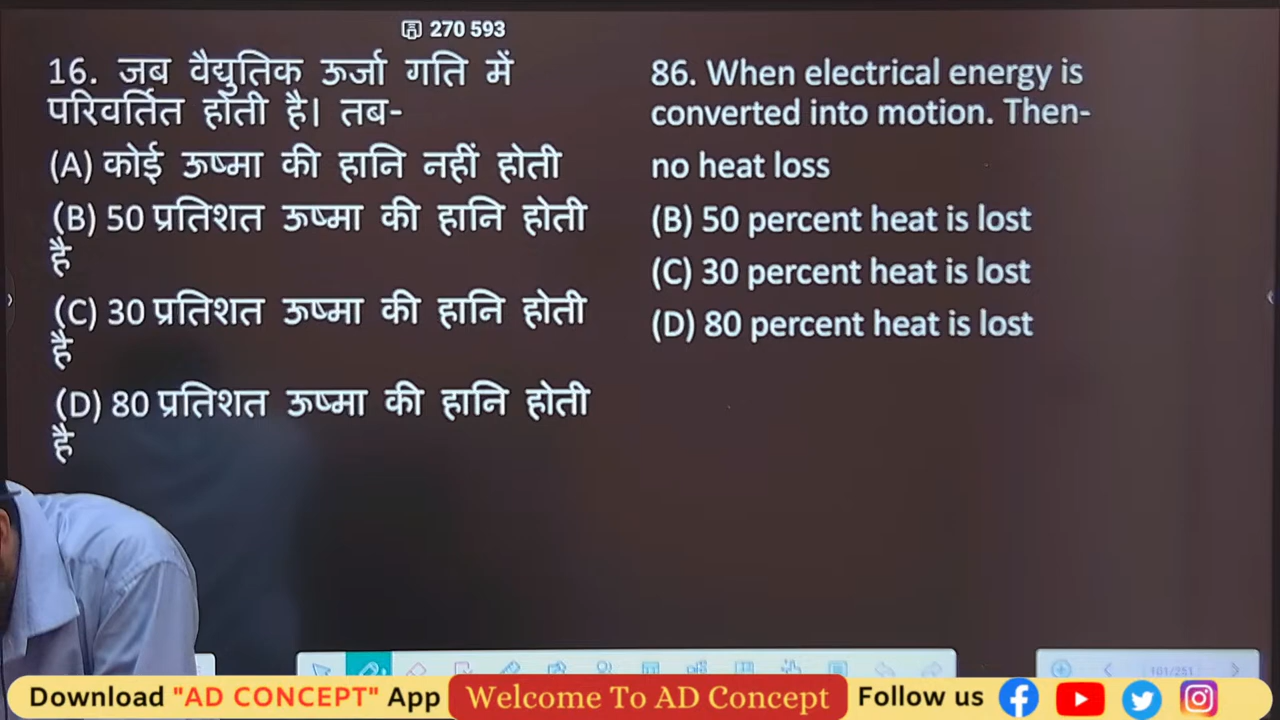 270 593
16. जब वैद्युतिक ऊर्जा गति में
परिवर्तित होती है। तब-
(A) कोई ऊष्मा की हानि नहीं होती
(B) 50 प्रतिशत ऊष्मा की हानि होती
है
(C) 30 प्रतिशत ऊष्मा की हानि होती
है
(D) 80 प्रतिशत ऊष्मा की हानि होती
है
86. When electrical energy is
converted into motion. Then-
no heat loss
(B) 50 percent heat is lost
(C) 30 percent heat is lost
(D) 80 percent heat is lost
101/251
Download "AD CONCEPT" App
Welcome To AD Concept
Follow us